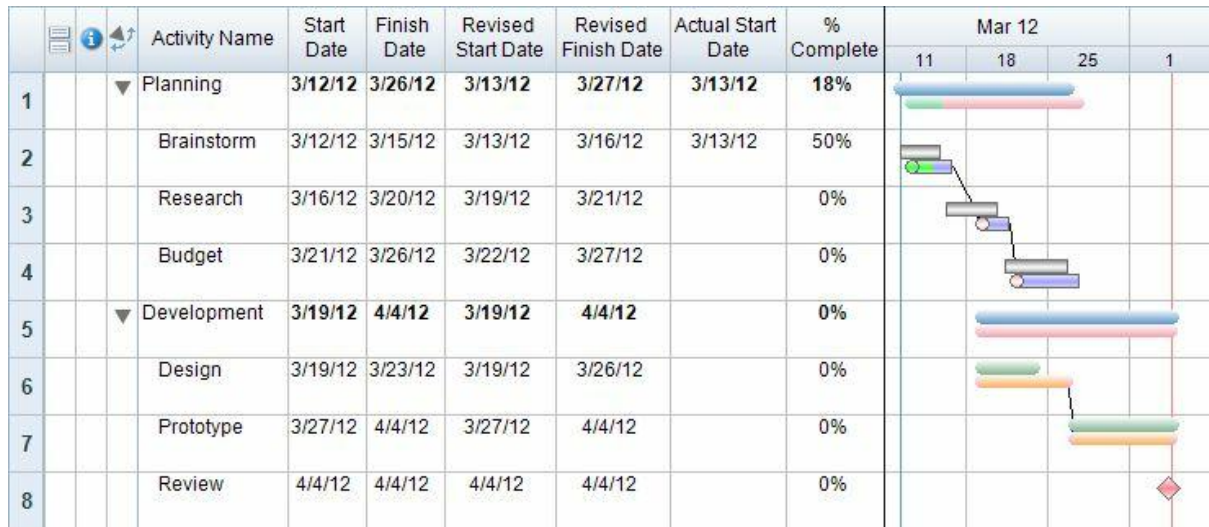 Activity Name Start Date Finish Date Revised Start Date Revised Finish Date Actual Start Date % Complete Mar 12
11 18 25 1
1 Planning 3/12/12 3/26/12 3/13/12 3/27/12 3/13/12 18%
2 Brainstorm 3/12/12 3/15/12 3/13/12 3/16/12 3/13/12 50%
3 Research 3/16/12 3/20/12 3/19/12 3/21/12 0%
4 Budget 3/21/12 3/26/12 3/22/12 3/27/12 0%
5 Development 3/19/12 4/4/12 3/19/12 4/4/12 0%
6 Design 3/19/12 3/23/12 3/19/12 3/26/12 0%
7 Prototype 3/27/12 4/4/12 3/27/12 4/4/12 0%
8 Review 4/4/12 4/4/12 4/4/12 4/4/12 0%